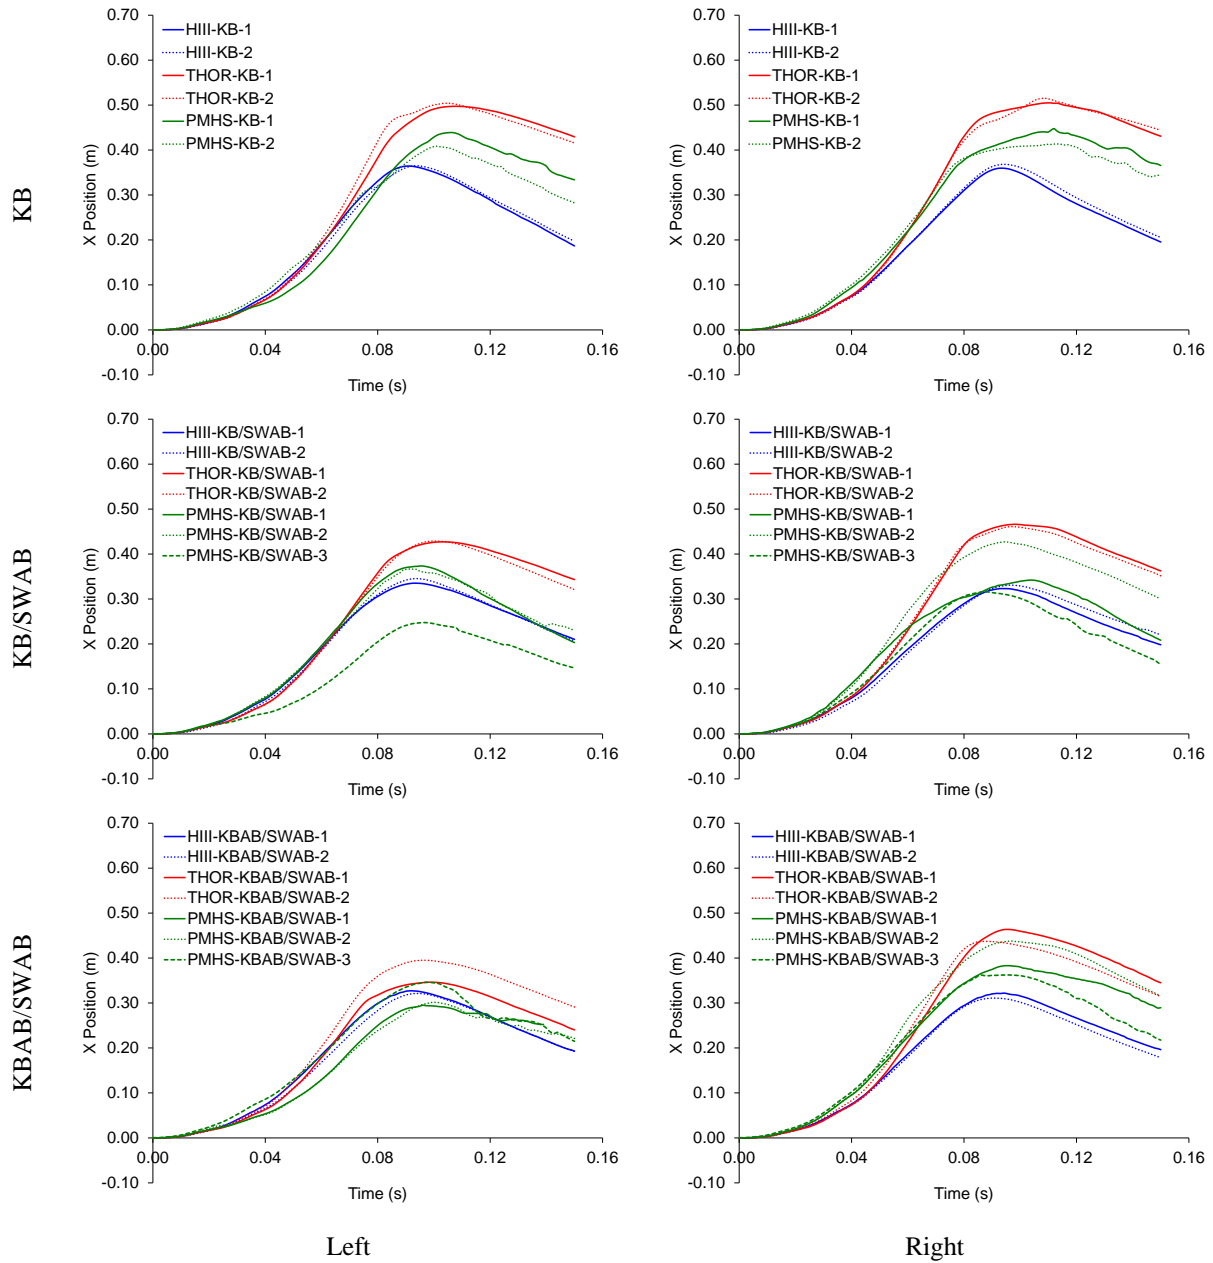 KB
0.70
0.60
0.50
0.40
0.30
0.20
0.10
0.00
-0.10
X Position (m)
HIII-KB-1
HIII-KB-2
THOR-KB-1
THOR-KB-2
PMHS-KB-1
PMHS-KB-2
0.00
0.04
0.08
0.12
0.16
Time (s)
0.70
0.60
0.50
0.40
0.30
0.20
0.10
0.00
-0.10
X Position (m)
HIII-KB-1
HIII-KB-2
THOR-KB-1
THOR-KB-2
PMHS-KB-1
PMHS-KB-2
0.00
0.04
0.08
0.12
0.16
Time (s)
KB/SWAB
0.70
0.60
0.50
0.40
0.30
0.20
0.10
0.00
-0.10
X Position (m)
HIII-KB/SWAB-1
HIII-KB/SWAB-2
THOR-KB/SWAB-1
THOR-KB/SWAB-2
PMHS-KB/SWAB-1
PMHS-KB/SWAB-2
PMHS-KB/SWAB-3
0.00
0.04
0.08
0.12
0.16
Time (s)
0.70
0.60
0.50
0.40
0.30
0.20
0.10
0.00
-0.10
X Position (m)
HIII-KB/SWAB-1
HIII-KB/SWAB-2
THOR-KB/SWAB-1
THOR-KB/SWAB-2
PMHS-KB/SWAB-1
PMHS-KB/SWAB-2
PMHS-KB/SWAB-3
0.00
0.04
0.08
0.12
0.16
Time (s)
KBAB/SWAB
0.70
0.60
0.50
0.40
0.30
0.20
0.10
0.00
-0.10
X Position (m)
HIII-KBAB/SWAB-1
HIII-KBAB/SWAB-2
THOR-KBAB/SWAB-1
THOR-KBAB/SWAB-2
PMHS-KBAB/SWAB-1
PMHS-KBAB/SWAB-2
PMHS-KBAB/SWAB-3
0.00
0.04
0.08
0.12
0.16
Time (s)
0.70
0.60
0.50
0.40
0.30
0.20
0.10
0.00
-0.10
X Position (m)
HIII-KBAB/SWAB-1
HIII-KBAB/SWAB-2
THOR-KBAB/SWAB-1
THOR-KBAB/SWAB-2
PMHS-KBAB/SWAB-1
PMHS-KBAB/SWAB-2
PMHS-KBAB/SWAB-3
0.00
0.04
0.08
0.12
0.16
Time (s)
Left
Right